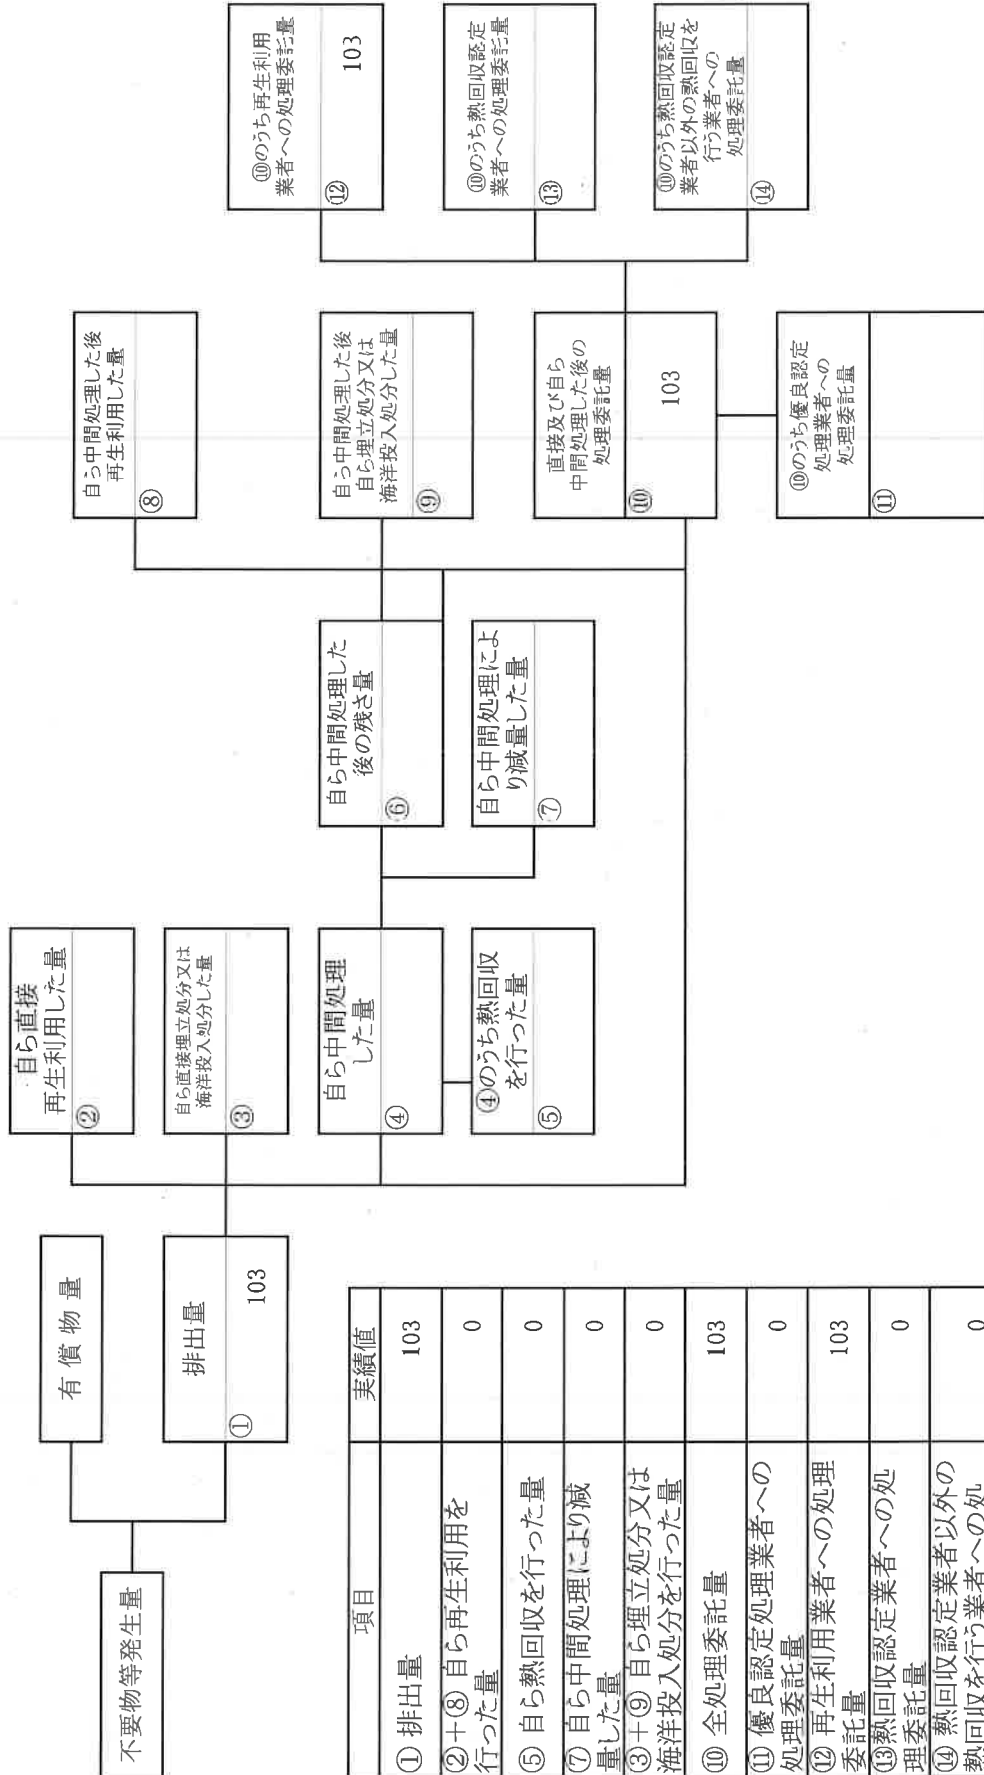 不要物等発生量
有償物量
排出量
①
103
自ら直接
再生利用した量
②
自ら直接埋立処分又は
海洋投入処分した量
③
自ら中間処理
した量
④
④のうち熱回収
を行った量
⑤
自ら中間処理した
後の残さ量
⑥
自ら中間処理によ
り減量した量
⑦
自ら中間処理した後
再生利用した量
⑧
自ら中間処理した後
自ら埋立処分又は
海洋投入処分した量
⑨
直接及び自ら
中間処理した後の
処理委託量
⑩
103
⑩のうち優良認定
処理業者への
処理委託量
⑪
⑩のうち再生利用
業者への処理委託量
⑫
103
⑩のうち熱回収認定
業者への処理委託量
⑬
⑩のうち熱回収認定
業者以外の熱回収を
行う業者への
処理委託量
⑭
項目 実績値
① 排出量 103
②+⑧ 自ら再生利用を
行った量 0
⑤ 自ら熱回収を行った量 0
⑦ 自ら中間処理により減
量した量 0
③+⑨ 自ら埋立処分又は
海洋投入処分を行った量 0
⑩ 全処理委託量 103
⑪ 優良認定処理業者への
処理委託量 0
⑫ 再生利用業者への処理
委託量 103
⑬熱回収認定業者への処
理委託量 0
⑭ 熱回収認定業者以外の
熱回収を行う業者への処 0